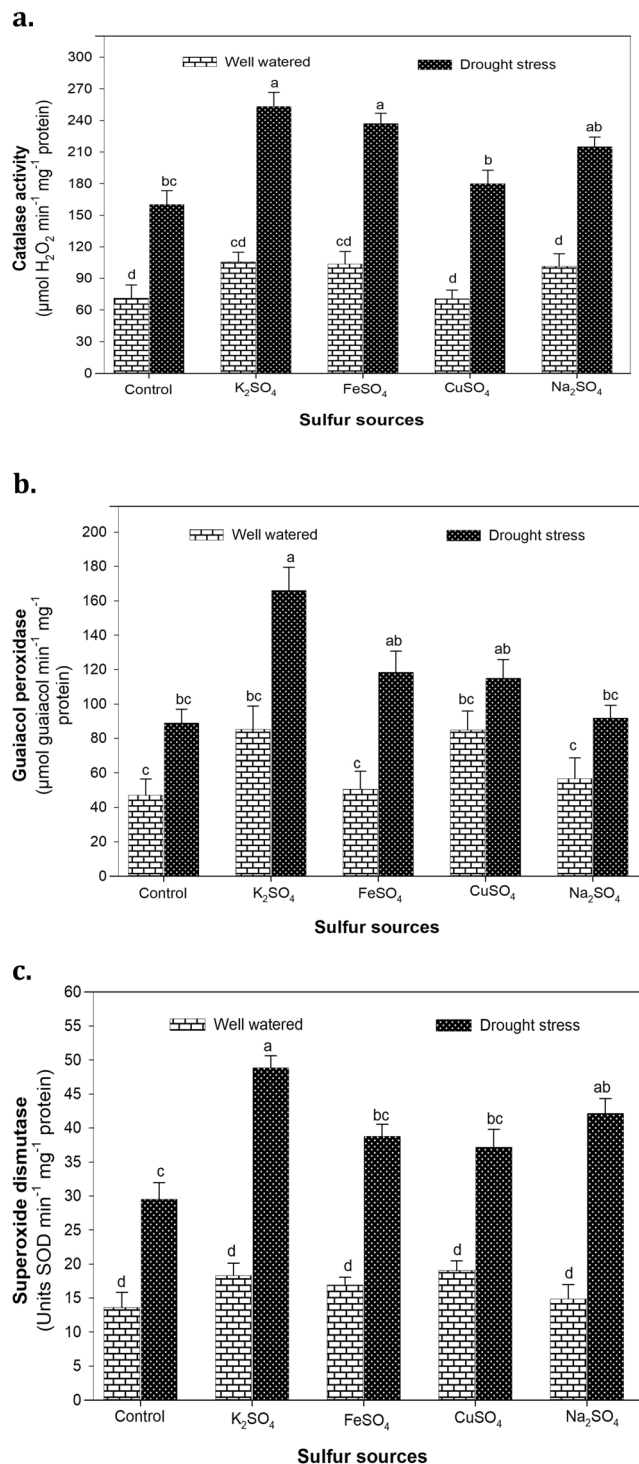 a.
Well watered
Drought stress
Catalase activity
(µmol H₂O₂ min⁻¹ mg⁻¹ protein)
300
270
240
210
180
150
120
90
60
30
0
d
bc
cd
a
cd
a
d
b
d
ab
Control
K₂SO₄
FeSO₄
CuSO₄
Na₂SO₄
Sulfur sources
b.
Well watered
Drought stress
Guaiacol peroxidase
(µmol guaiacol min⁻¹ mg⁻¹
protein)
200
180
160
140
120
100
80
60
40
20
0
c
bc
bc
a
c
ab
bc
ab
c
bc
Control
K₂SO₄
FeSO₄
CuSO₄
Na₂SO₄
Sulfur sources
c.
Well watered
Drought stress
Superoxide dismutase
(Units SOD min⁻¹ mg⁻¹ protein)
60
55
50
45
40
35
30
25
20
15
10
5
0
d
c
d
a
d
bc
d
bc
d
ab
Control
K₂SO₄
FeSO₄
CuSO₄
Na₂SO₄
Sulfur sources